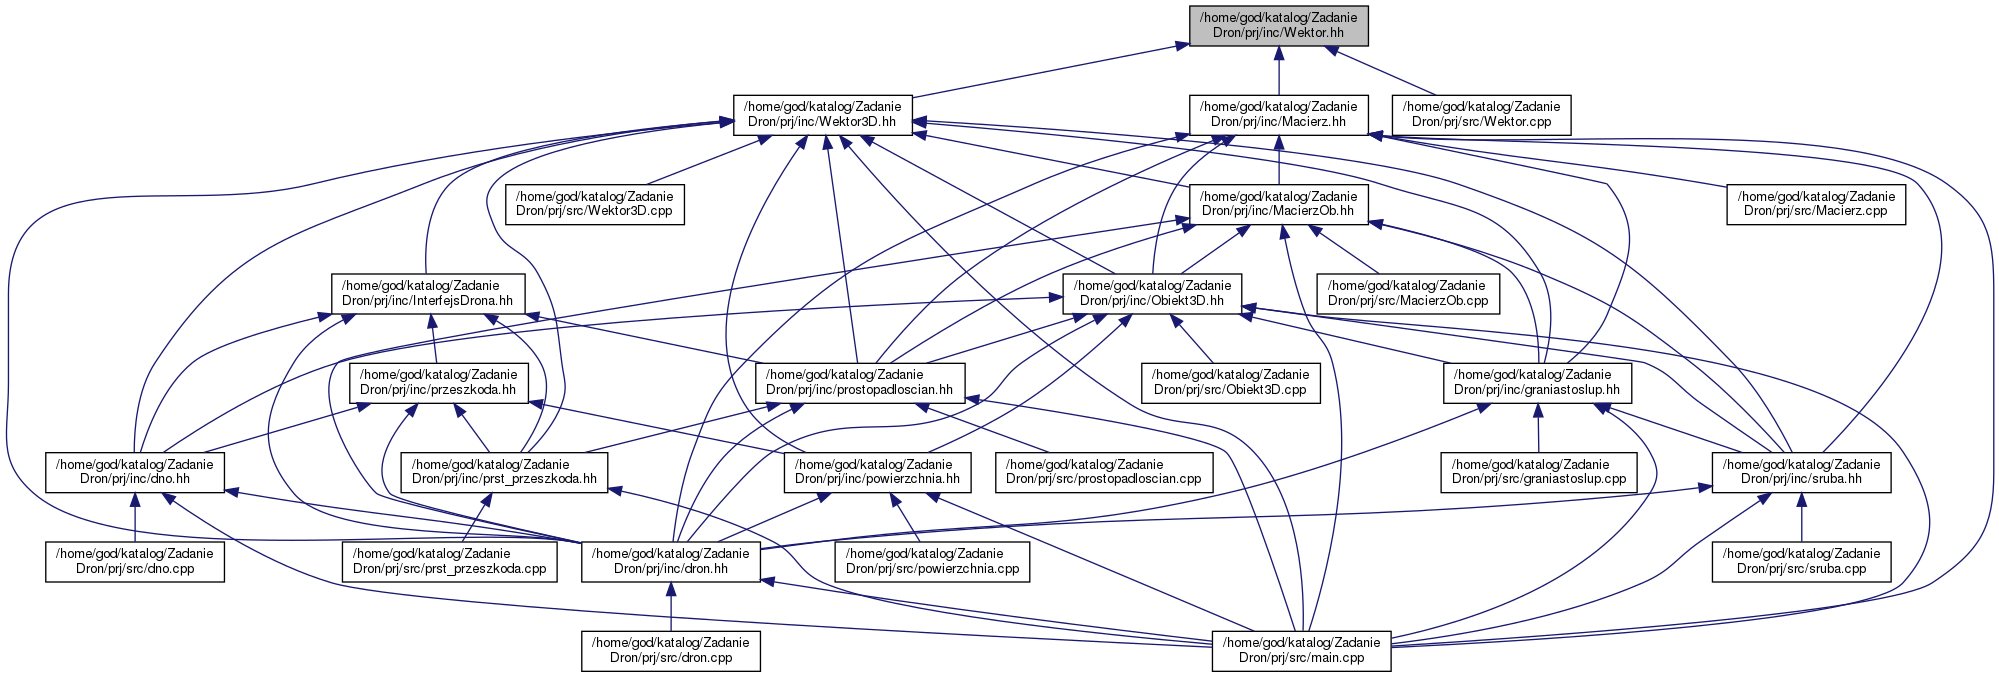 /home/god/katalog/Zadanie
Dron/prj/inc/Wektor.hh
/home/god/katalog/Zadanie
Dron/prj/inc/Wektor3D.hh
/home/god/katalog/Zadanie
Dron/prj/inc/Macierz.hh
/home/god/katalog/Zadanie
Dron/prj/src/Wektor.cpp
/home/god/katalog/Zadanie
Dron/prj/src/Wektor3D.cpp
/home/god/katalog/Zadanie
Dron/prj/inc/MacierzOb.hh
/home/god/katalog/Zadanie
Dron/prj/src/Macierz.cpp
/home/god/katalog/Zadanie
Dron/prj/inc/InterfejsDrona.hh
/home/god/katalog/Zadanie
Dron/prj/inc/Obiekt3D.hh
/home/god/katalog/Zadanie
Dron/prj/src/MacierzOb.cpp
/home/god/katalog/Zadanie
Dron/prj/inc/przeszkoda.hh
/home/god/katalog/Zadanie
Dron/prj/inc/prostopadloscian.hh
/home/god/katalog/Zadanie
Dron/prj/src/Obiekt3D.cpp
/home/god/katalog/Zadanie
Dron/prj/inc/graniastoslup.hh
/home/god/katalog/Zadanie
Dron/prj/inc/dno.hh
/home/god/katalog/Zadanie
Dron/prj/inc/prst_przeszkoda.hh
/home/god/katalog/Zadanie
Dron/prj/inc/powierzchnia.hh
/home/god/katalog/Zadanie
Dron/prj/src/prostopadloscian.cpp
/home/god/katalog/Zadanie
Dron/prj/src/graniastoslup.cpp
/home/god/katalog/Zadanie
Dron/prj/inc/sruba.hh
/home/god/katalog/Zadanie
Dron/prj/src/dno.cpp
/home/god/katalog/Zadanie
Dron/prj/src/prst_przeszkoda.cpp
/home/god/katalog/Zadanie
Dron/prj/inc/dron.hh
/home/god/katalog/Zadanie
Dron/prj/src/powierzchnia.cpp
/home/god/katalog/Zadanie
Dron/prj/src/sruba.cpp
/home/god/katalog/Zadanie
Dron/prj/src/dron.cpp
/home/god/katalog/Zadanie
Dron/prj/src/main.cpp